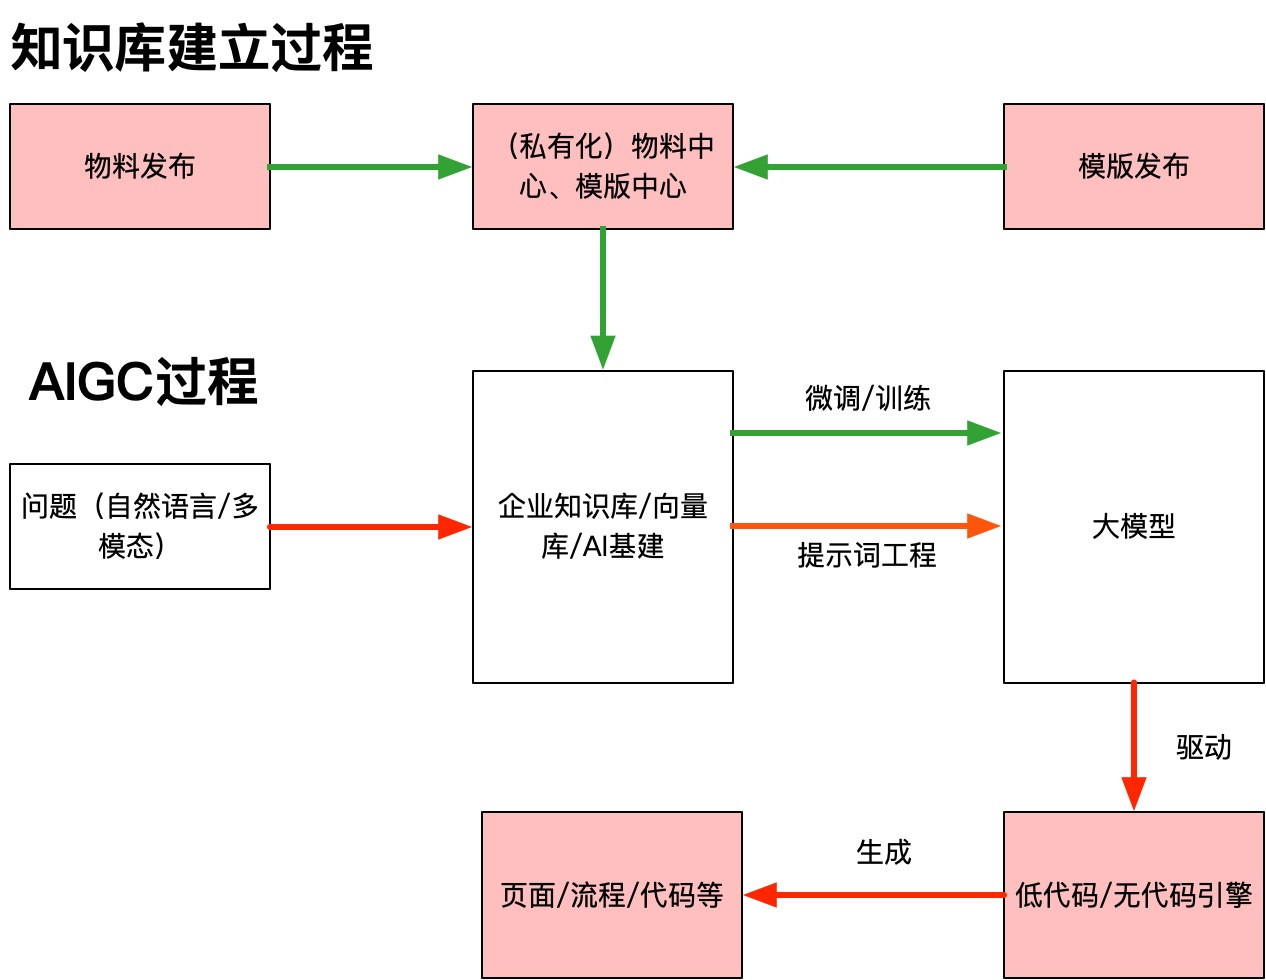 知识库建立过程
物料发布
（私有化）物料中
心、模版中心
模版发布
AIGC过程
微调/训练
问题（自然语言/多
模态）
企业知识库/向量
库/AI基建
提示词工程
大模型
驱动
生成
页面/流程/代码等
低代码/无代码引擎